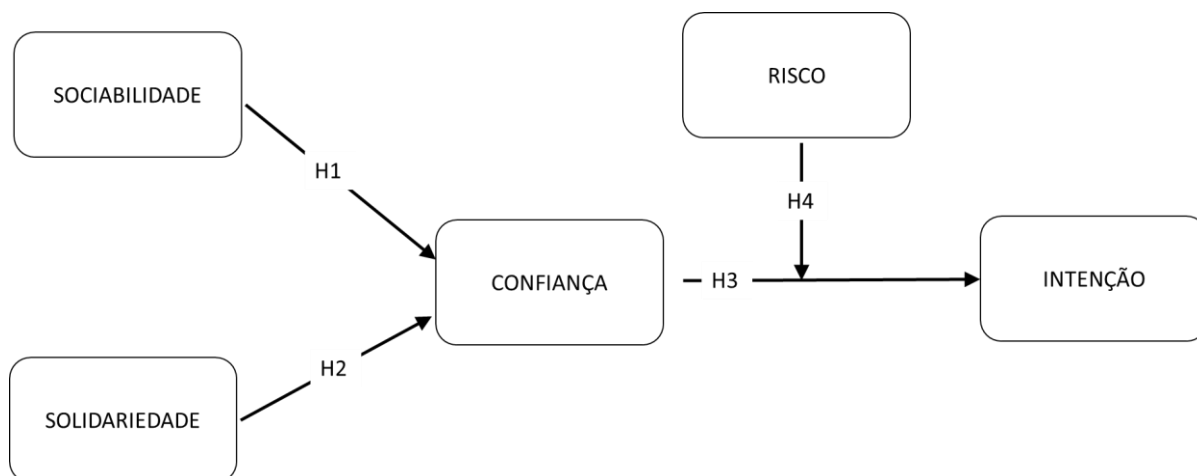 RISCO
SOCIABILIDADE
H1
H4
CONFIANÇA
H3
INTENÇÃO
H2
SOLIDARIEDADE